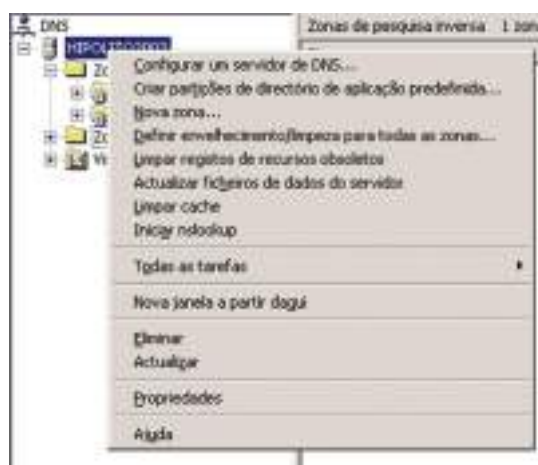 DNS
Zonas de pesquisa inversa 1 zon
Configurar um servidor de DNS...
Criar partições de directório de aplicação predefinida...
Nova zona...
Definir envelhecimento/limpeza para todas as zonas...
Limpar registos de recursos obsoletos
Actualizar ficheiros de dados do servidor
Limpar cache
Iniciar nslookup
Todas as tarefas
Nova janela a partir daqui
Eliminar
Actualizar
Propriedades
Ajuda